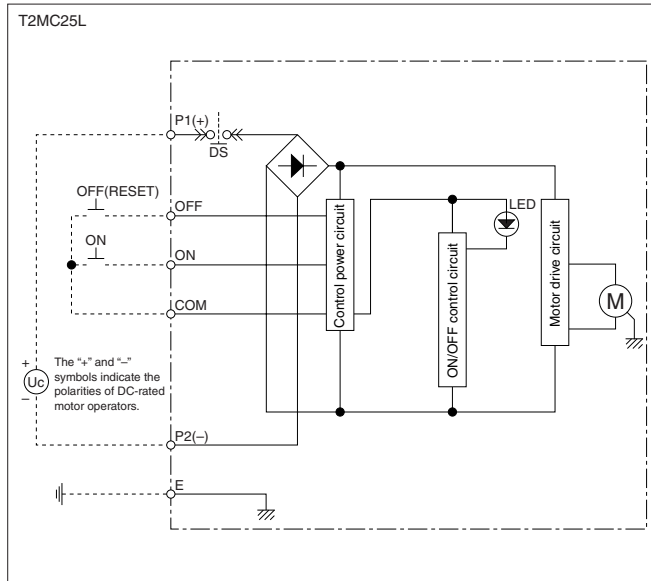 T2MC25L
P1(+)
DS
OFF(RESET)
OFF
LED
ON
ON
COM
Control power circuit
ON/OFF control circuit
Motor drive circuit
M
+
Uc
–
The “+” and “–”
symbols indicate the
polarities of DC-rated
motor operators.
P2(–)
E